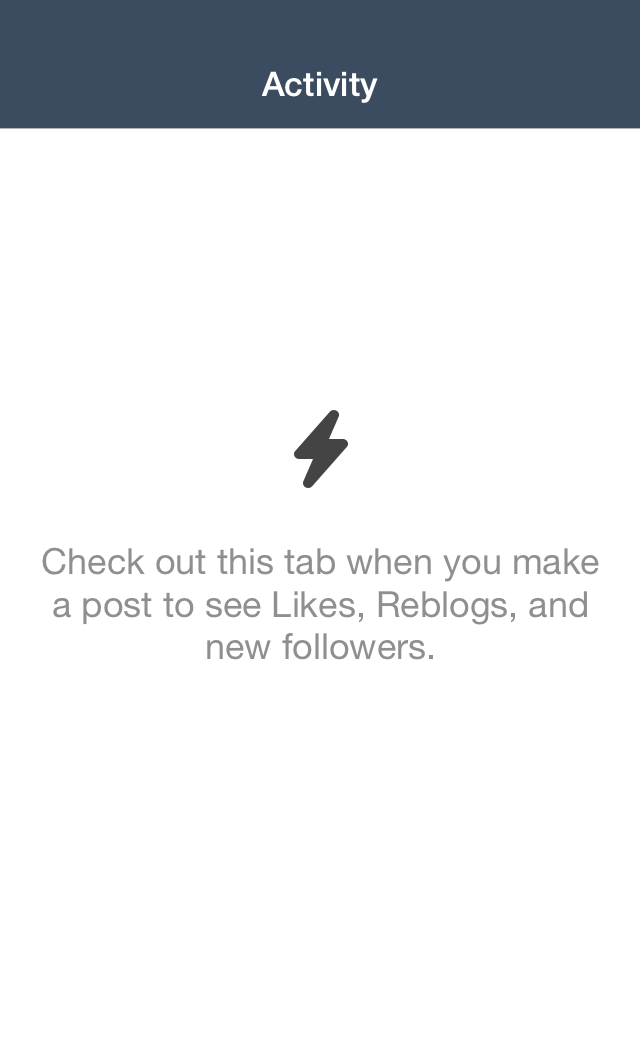 Activity
Check out this tab when you make
a post to see Likes, Reblogs, and
new followers.